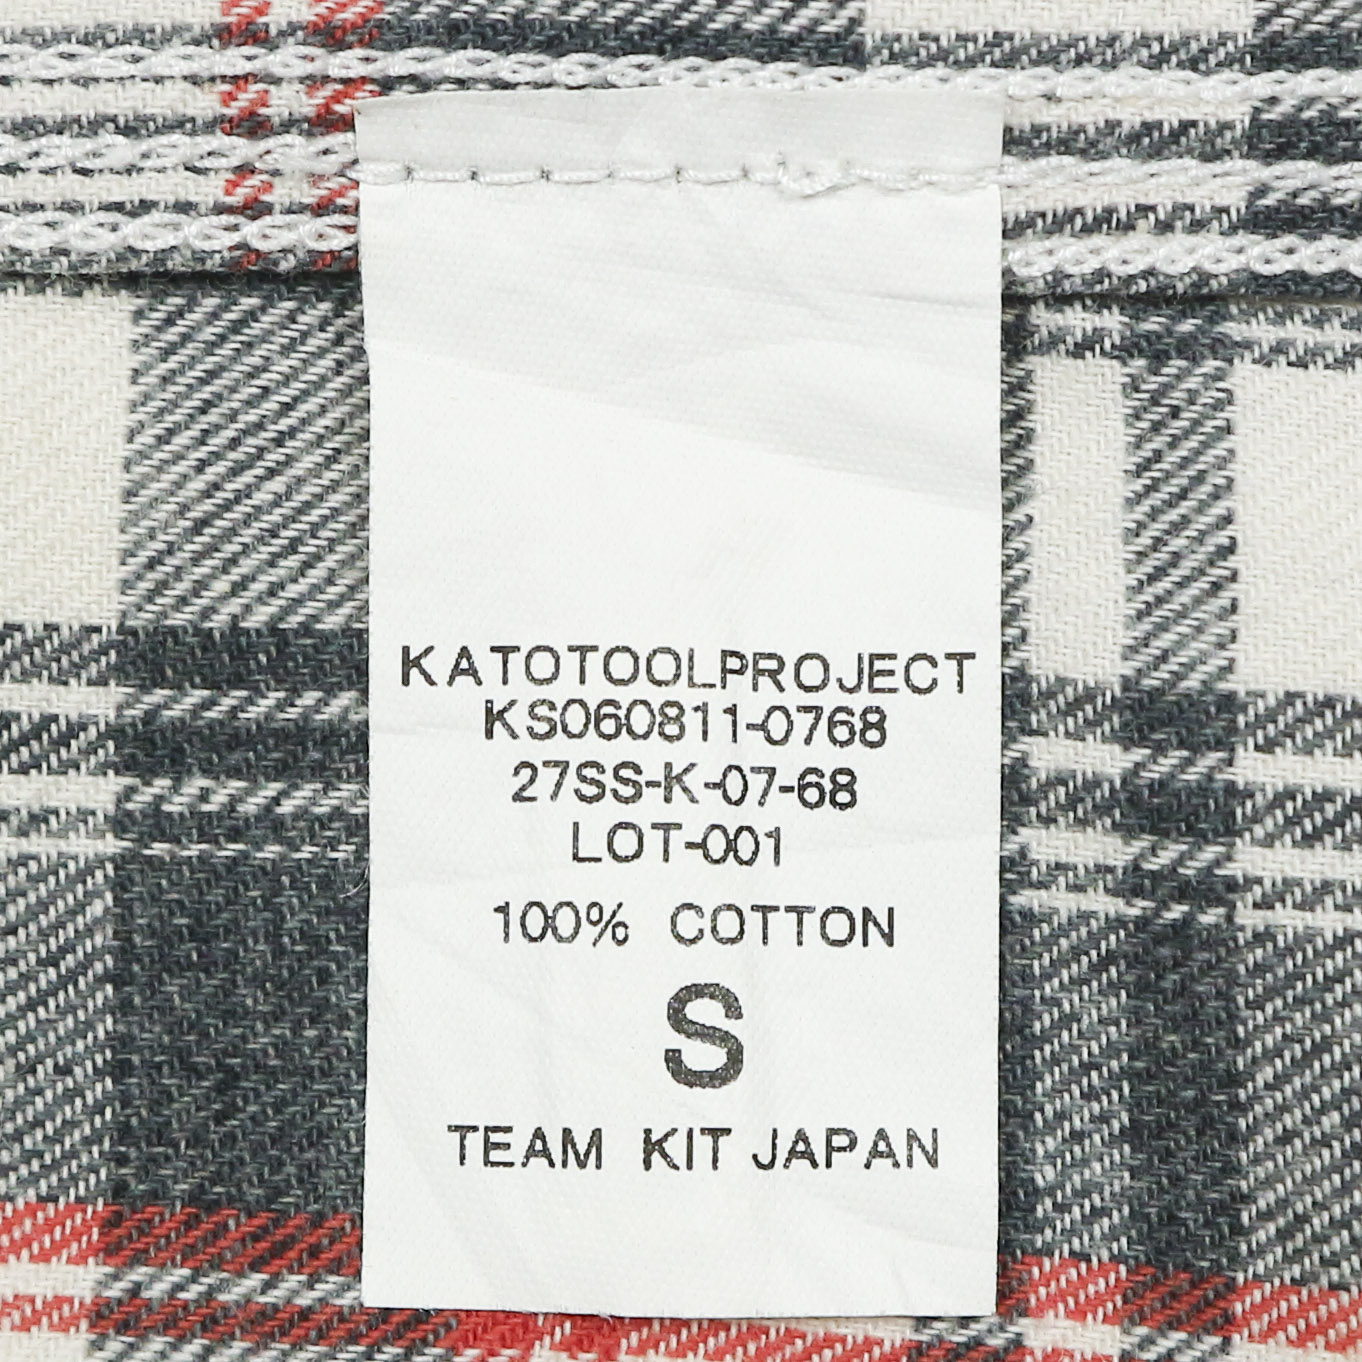 KATOTOOLPROJECT
KS060811-0768
27SS-K-07-68
LOT-001
100% COTTON
S
TEAM KIT JAPAN